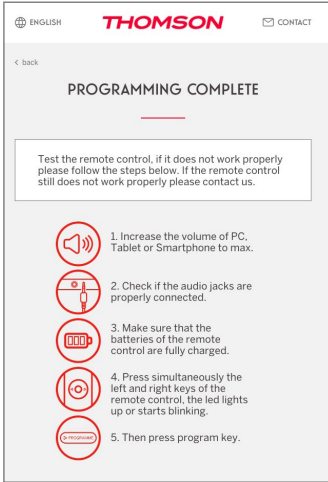 ENGLISH THOMSON CONTACT
< back
PROGRAMMING COMPLETE
Test the remote control, if it does not work properly
please follow the steps below. If the remote control
still does not work properly please contact us.
1. Increase the volume of PC,
Tablet or Smartphone to max.
2. Check if the audio jacks are
properly connected.
3. Make sure that the
batteries of the remote
control are fully charged.
4. Press simultaneously the
left and right keys of the
remote control, the led lights
up or starts blinking.
PROGRAMME
5. Then press program key.